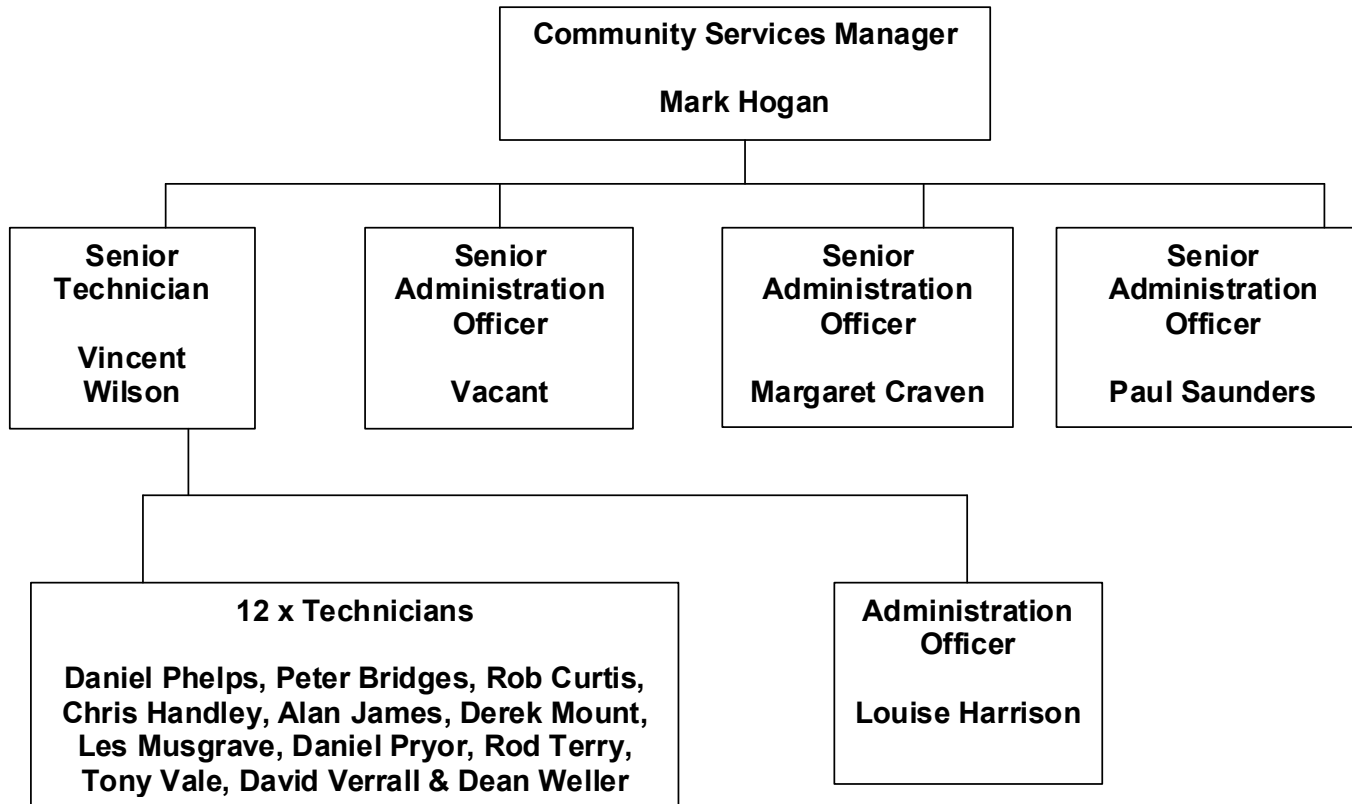 Community Services Manager
Mark Hogan
Senior
Technician
Vincent
Wilson
Senior
Administration
Officer
Vacant
Senior
Administration
Officer
Margaret Craven
Senior
Administration
Officer
Paul Saunders
12 x Technicians
Daniel Phelps, Peter Bridges, Rob Curtis,
Chris Handley, Alan James, Derek Mount,
Les Musgrave, Daniel Pryor, Rod Terry,
Tony Vale, David Verrall & Dean Weller
Administration
Officer
Louise Harrison